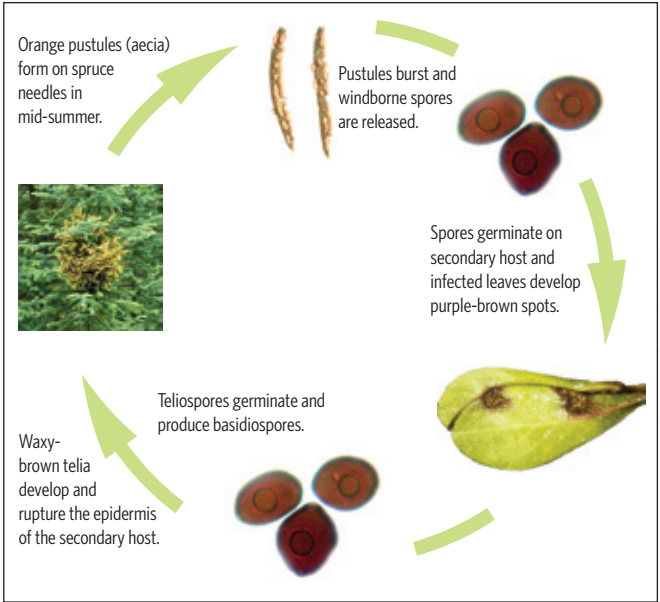 Orange pustules (aecia)
form on spruce
needles in
mid-summer.
Pustules burst and
windborne spores
are released.
Spores germinate on
secondary host and
infected leaves develop
purple-brown spots.
Teliospores germinate and
produce basidiospores.
Waxy-
brown telia
develop and
rupture the epidermis
of the secondary host.